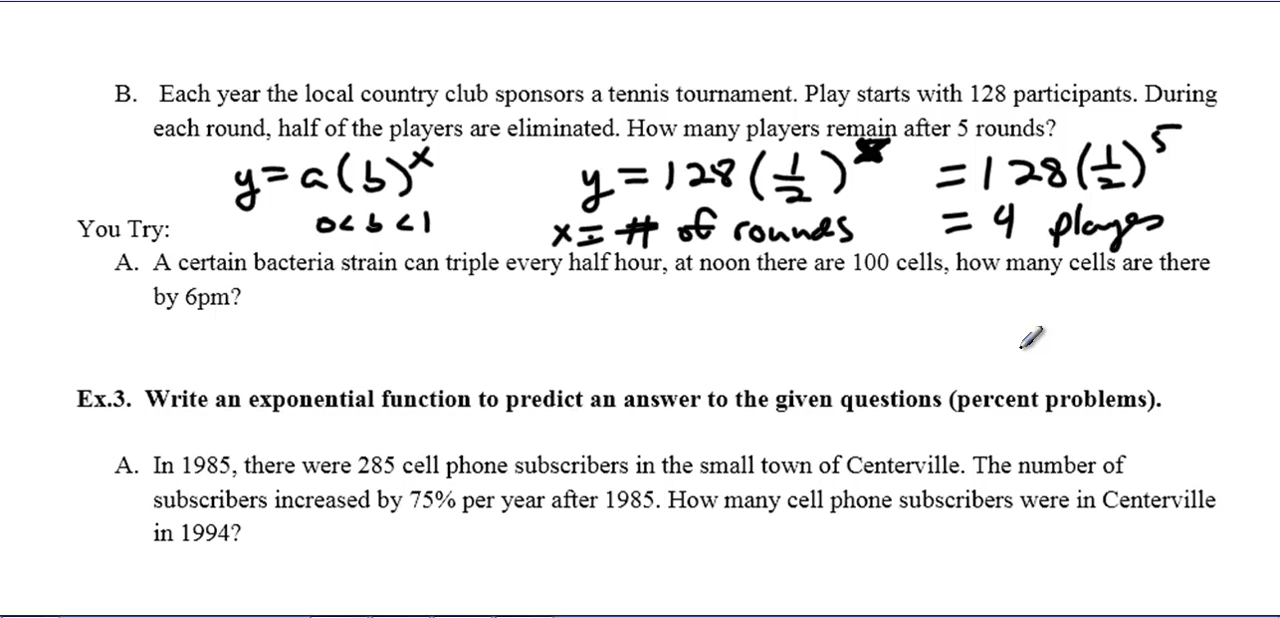 B. Each year the local country club sponsors a tennis tournament. Play starts with 128 participants. During
each round, half of the players are eliminated. How many players remain after 5 rounds?
y = a(b)^x y = 128(1/2)^x = 128(1/2)^5
0 < b < 1 x = # of rounds = 4 players
You Try:
A. A certain bacteria strain can triple every half hour, at noon there are 100 cells, how many cells are there
by 6pm?
Ex.3. Write an exponential function to predict an answer to the given questions (percent problems).
A. In 1985, there were 285 cell phone subscribers in the small town of Centerville. The number of
subscribers increased by 75% per year after 1985. How many cell phone subscribers were in Centerville
in 1994?